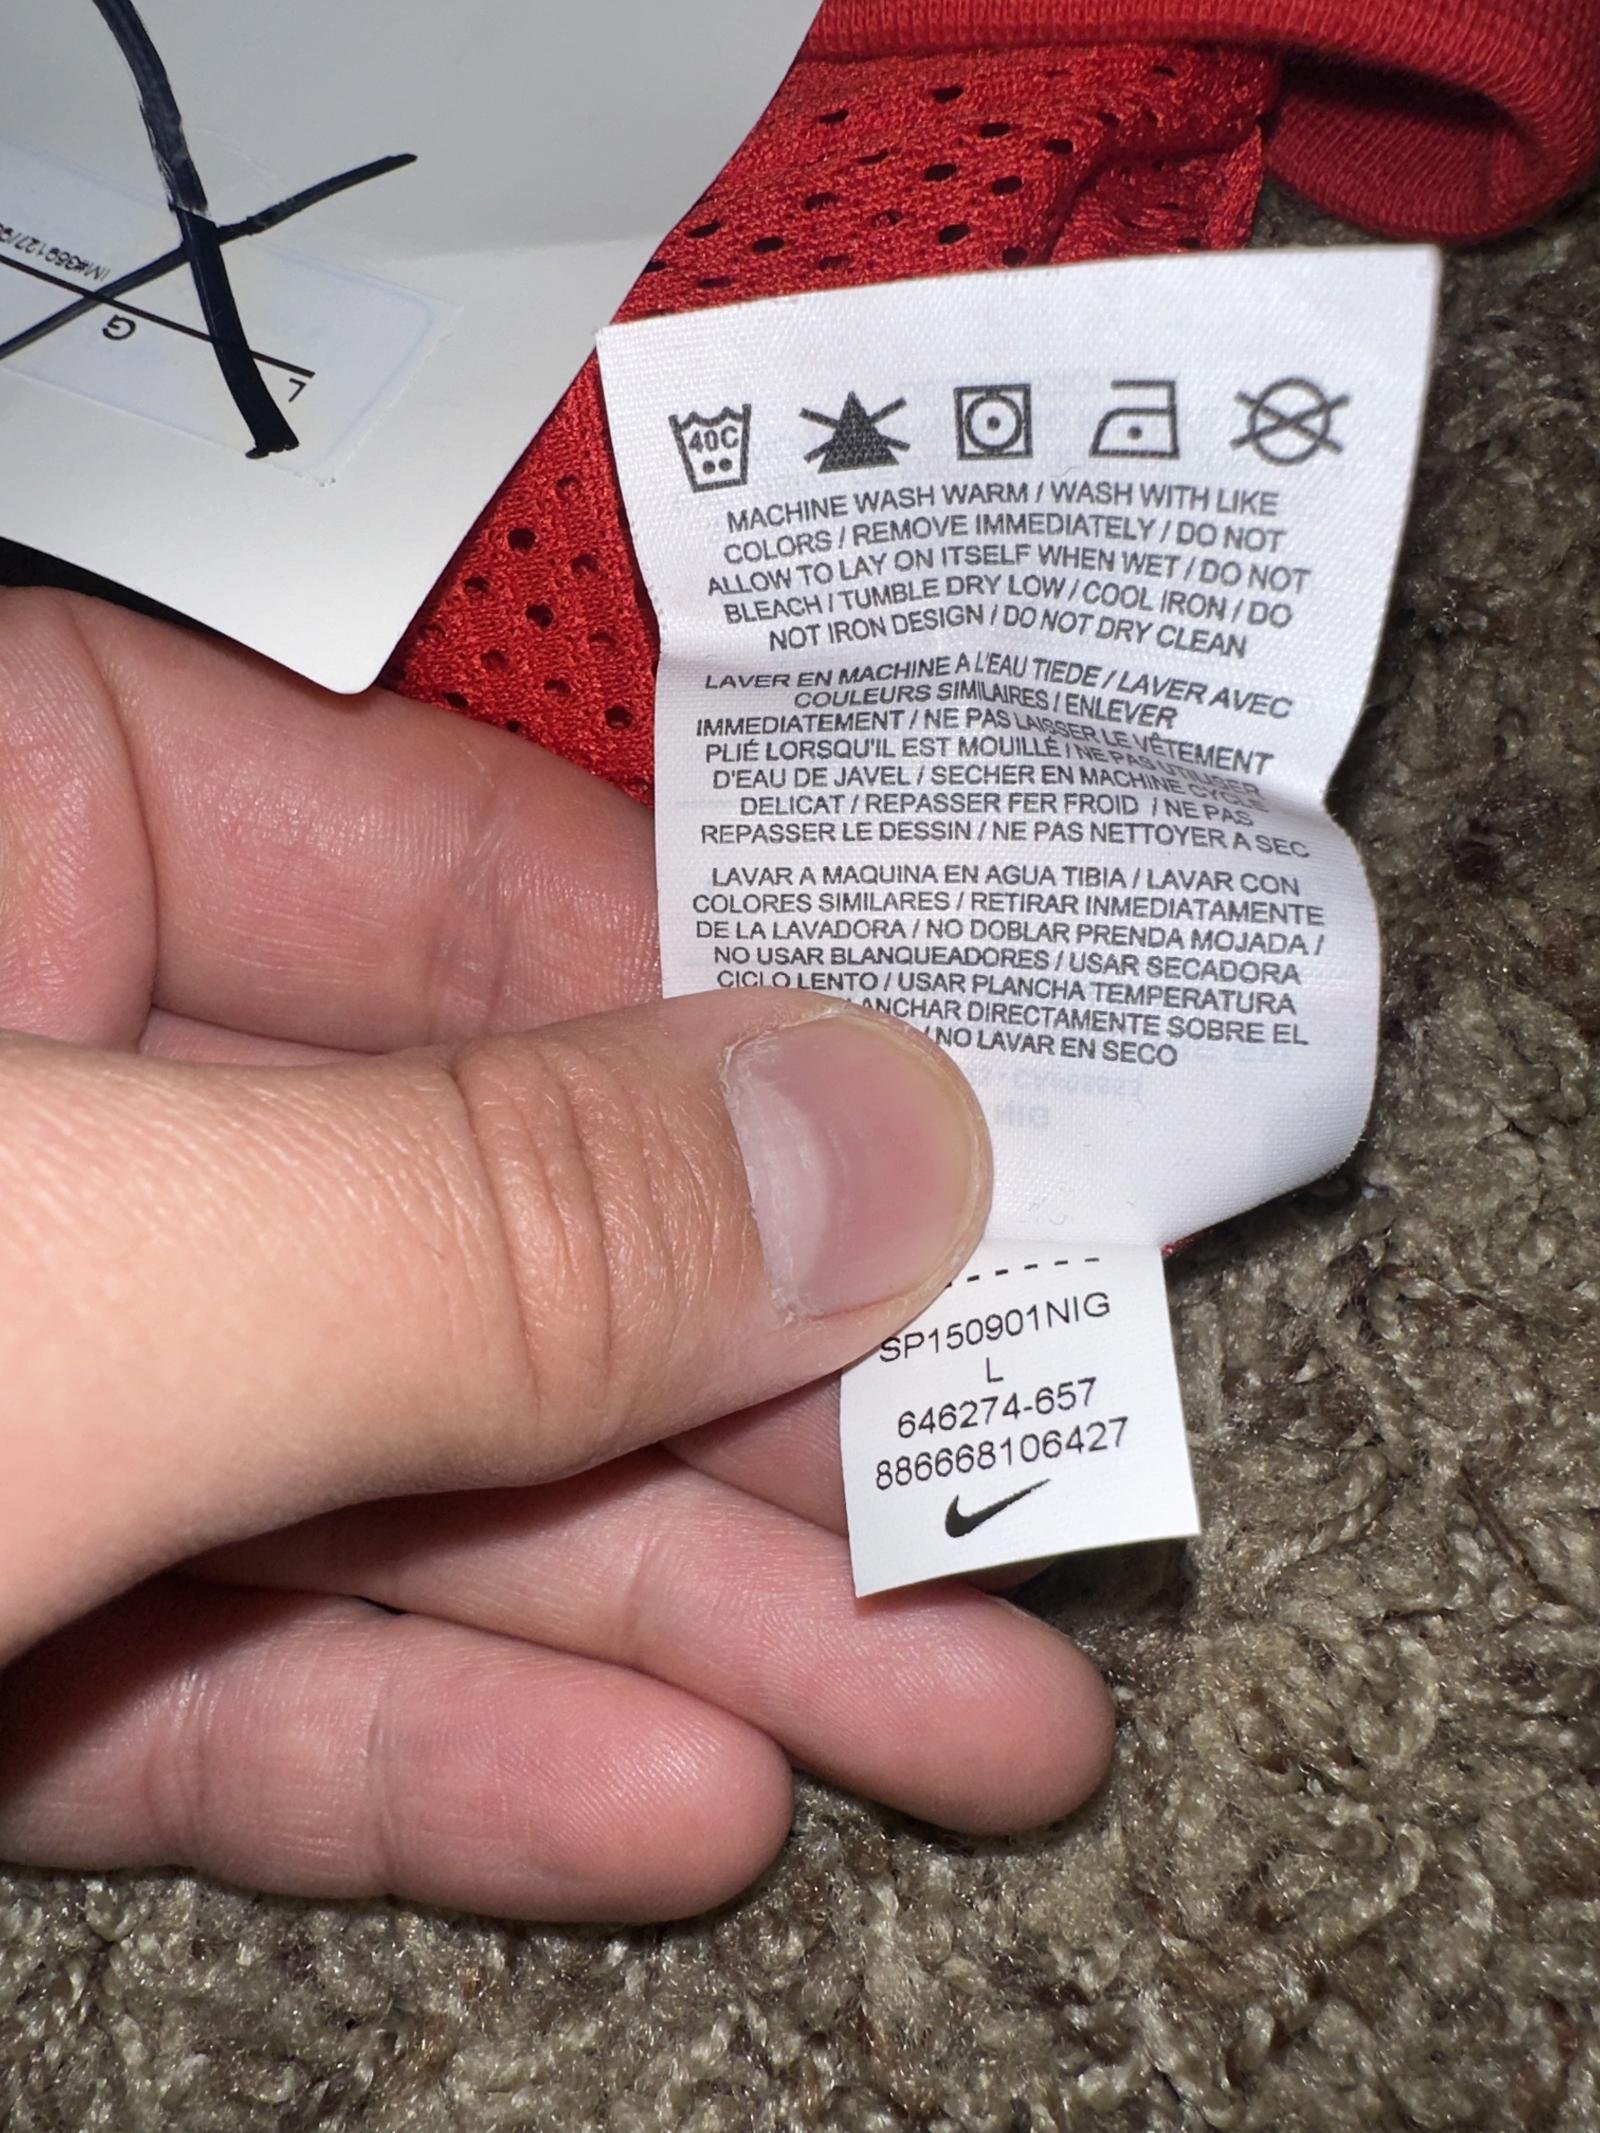 G
L
40C
MACHINE WASH WARM / WASH WITH LIKE
COLORS / REMOVE IMMEDIATELY / DO NOT
ALLOW TO LAY ON ITSELF WHEN WET / DO NOT
BLEACH / TUMBLE DRY LOW / COOL IRON / DO
NOT IRON DESIGN / DO NOT DRY CLEAN
LAVER EN MACHINE A L'EAU TIEDE / LAVER AVEC
COULEURS SIMILAIRES / ENLEVER
IMMEDIATEMENT / NE PAS LAISSER LE VÊTEMENT
PLIÉ LORSQU'IL EST MOUILLÉ / NE PAS UTILISER
D'EAU DE JAVEL / SECHER EN MACHINE CYCLE
DELICAT / REPASSER FER FROID / NE PAS
REPASSER LE DESSIN / NE PAS NETTOYER A SEC
LAVAR A MAQUINA EN AGUA TIBIA / LAVAR CON
COLORES SIMILARES / RETIRAR INMEDIATAMENTE
DE LA LAVADORA / NO DOBLAR PRENDA MOJADA /
NO USAR BLANQUEADORES / USAR SECADORA
CICLO LENTO / USAR PLANCHA TEMPERATURA
ANCHAR DIRECTAMENTE SOBRE EL
/ NO LAVAR EN SECO
SP150901NIG
L
646274-657
886668106427